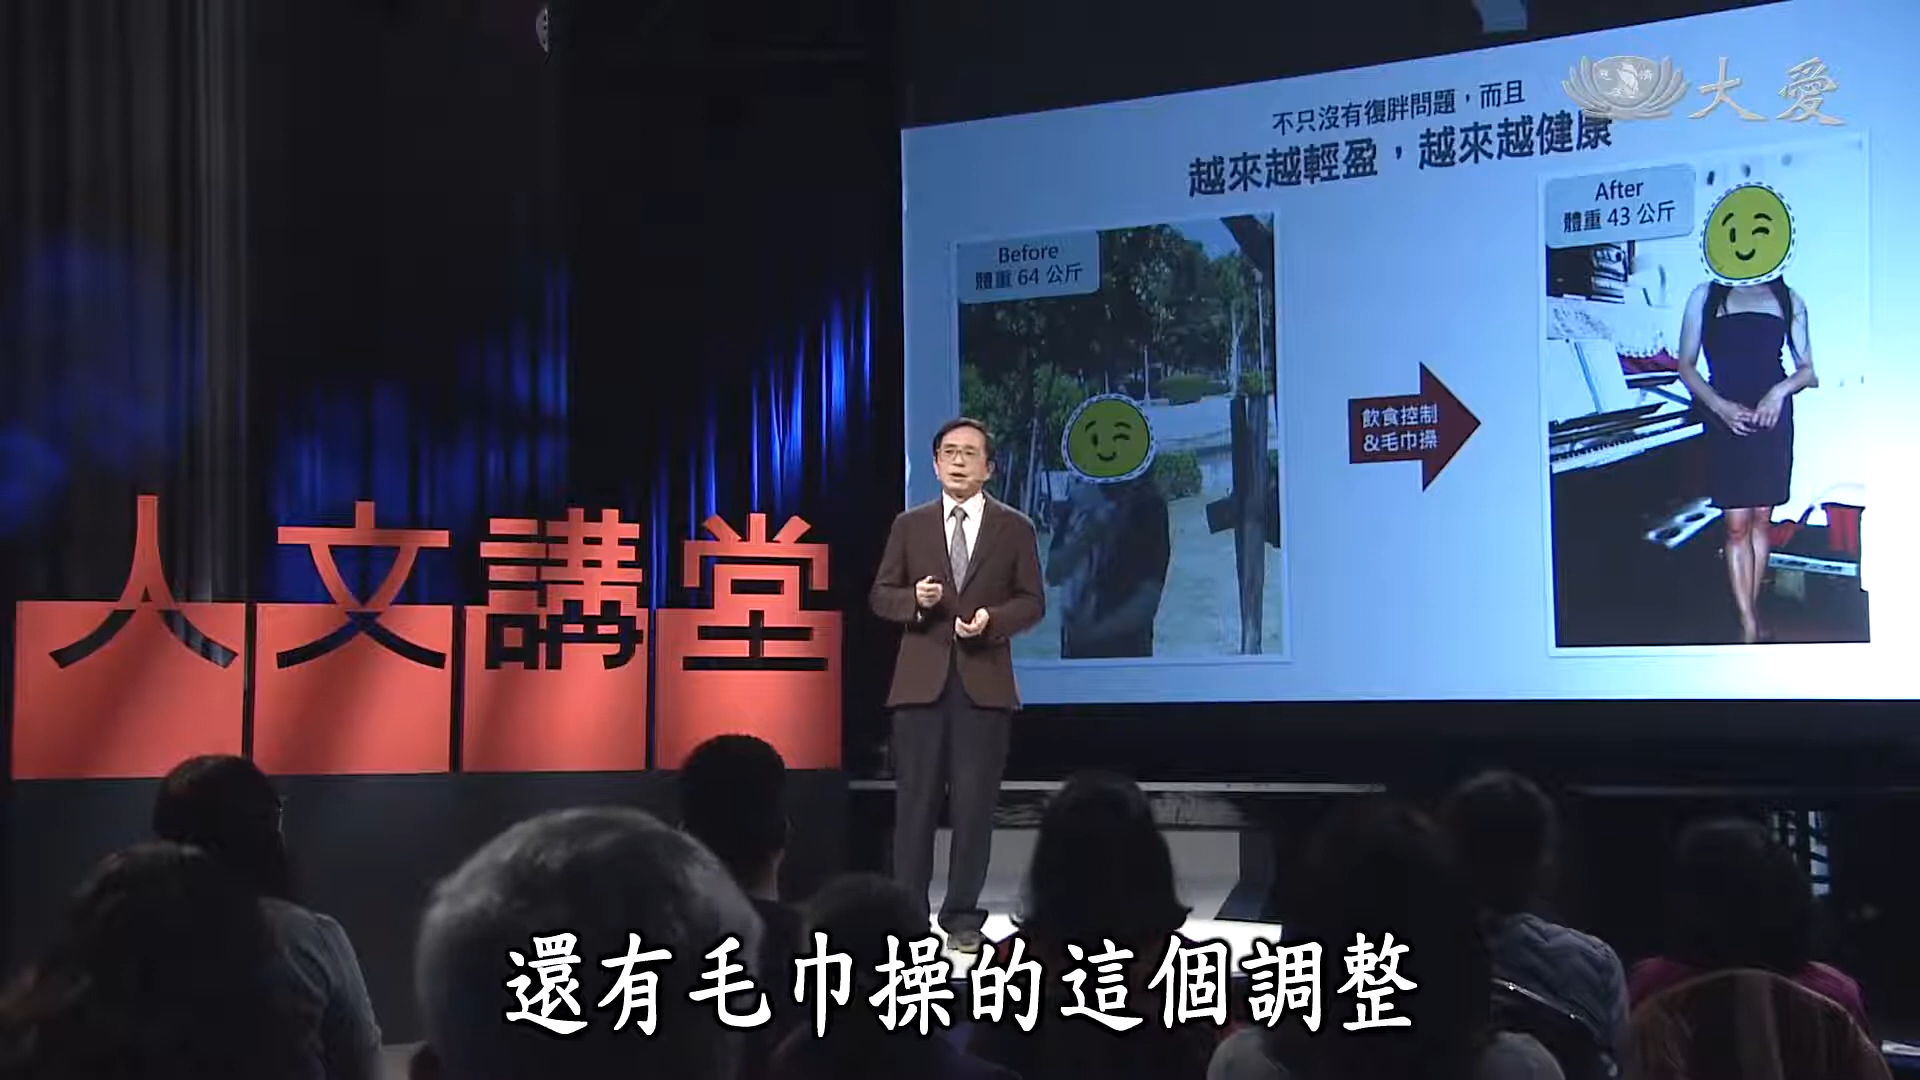 大愛
不只沒有復胖問題，而且
越來越輕盈，越來越健康
Before
體重 64 公斤
After
體重 43 公斤
飲食控制
&毛巾操
人文講堂
還有毛巾操的這個調整